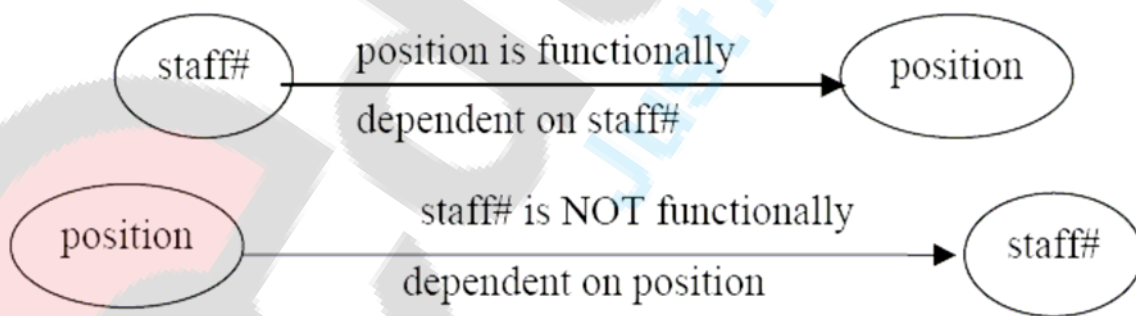 staff#
position is functionally
dependent on staff#
position
position
staff# is NOT functionally
dependent on position
staff#